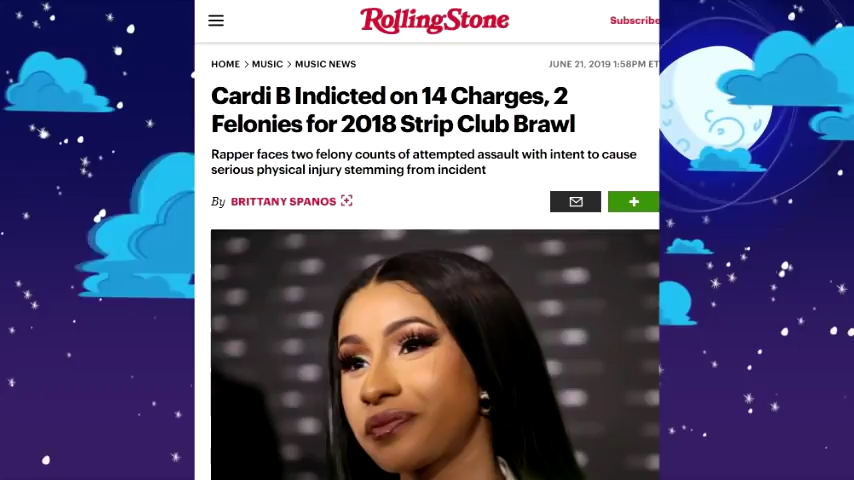 RollingStone
Subscribe
HOME > MUSIC > MUSIC NEWS
JUNE 21, 2019 1:58PM ET
Cardi B Indicted on 14 Charges, 2
Felonies for 2018 Strip Club Brawl
Rapper faces two felony counts of attempted assault with intent to cause
serious physical injury stemming from incident
By BRITTANY SPANOS